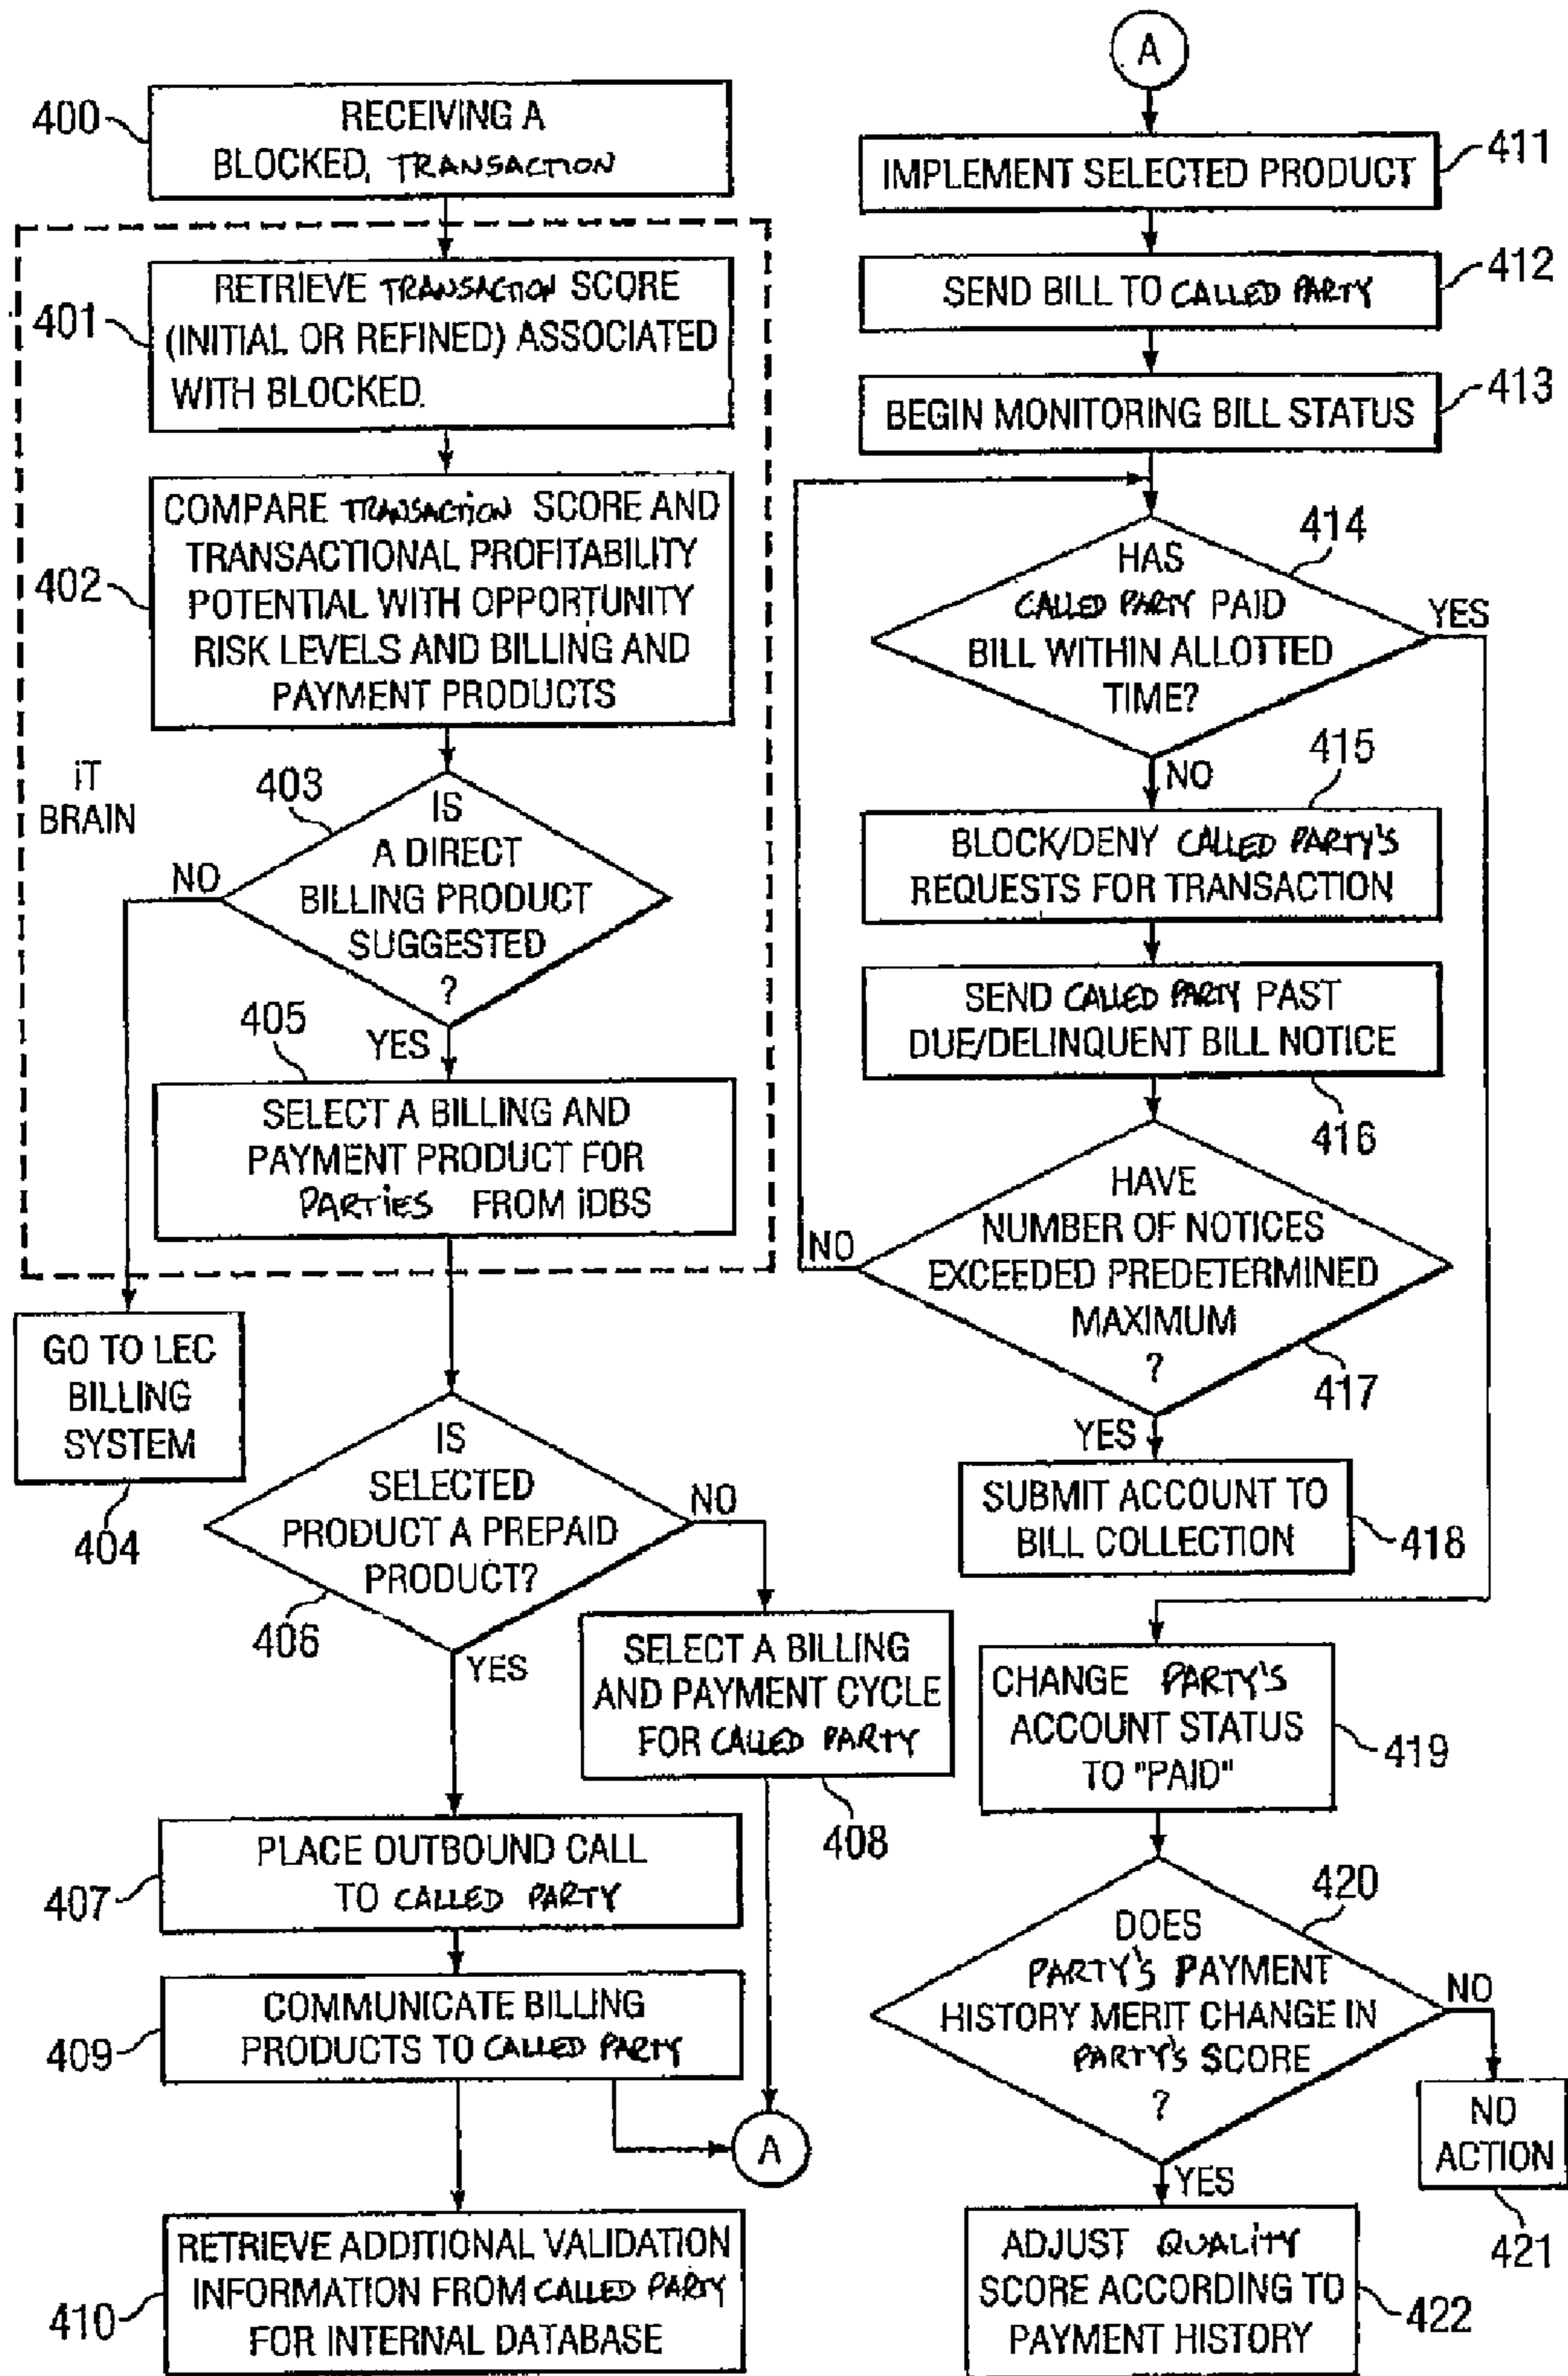 400
RECEIVING A
BLOCKED, TRANSACTION
401
RETRIEVE TRANSACTION SCORE
(INITIAL OR REFINED) ASSOCIATED
WITH BLOCKED.
402
COMPARE TRANSACTION SCORE AND
TRANSACTIONAL PROFITABILITY
POTENTIAL WITH OPPORTUNITY
RISK LEVELS AND BILLING AND
PAYMENT PRODUCTS
iT
BRAIN
403
IS
A DIRECT
BILLING PRODUCT
SUGGESTED
?
NO
YES
405
SELECT A BILLING AND
PAYMENT PRODUCT FOR
PARTiES FROM iDBS
GO TO LEC
BILLING
SYSTEM
404
IS
SELECTED
PRODUCT A PREPAID
PRODUCT?
406
NO
YES
SELECT A BILLING
AND PAYMENT CYCLE
FOR CALLED PARTY
408
407
PLACE OUTBOUND CALL
TO CALLED PARTY
409
COMMUNICATE BILLING
PRODUCTS TO CALLED PARTY
A
410
RETRIEVE ADDITIONAL VALIDATION
INFORMATION FROM CALLED PARTY
FOR INTERNAL DATABASE
A
IMPLEMENT SELECTED PRODUCT
411
SEND BILL TO CALLED PARTY
412
BEGIN MONITORING BILL STATUS
413
414
HAS
CALLED PARTY PAID
BILL WITHIN ALLOTTED
TIME?
YES
NO
415
BLOCK/DENY CALLED PARTY'S
REQUESTS FOR TRANSACTION
SEND CALLED PARTY PAST
DUE/DELINQUENT BILL NOTICE
416
HAVE
NUMBER OF NOTICES
EXCEEDED PREDETERMINED
MAXIMUM
?
NO
417
YES
SUBMIT ACCOUNT TO
BILL COLLECTION
418
CHANGE PARTY'S
ACCOUNT STATUS
TO "PAID"
419
420
DOES
PARTY'S PAYMENT
HISTORY MERIT CHANGE IN
PARTY'S SCORE
?
NO
YES
NO
ACTION
421
ADJUST QUALiTY
SCORE ACCORDING TO
PAYMENT HISTORY
422